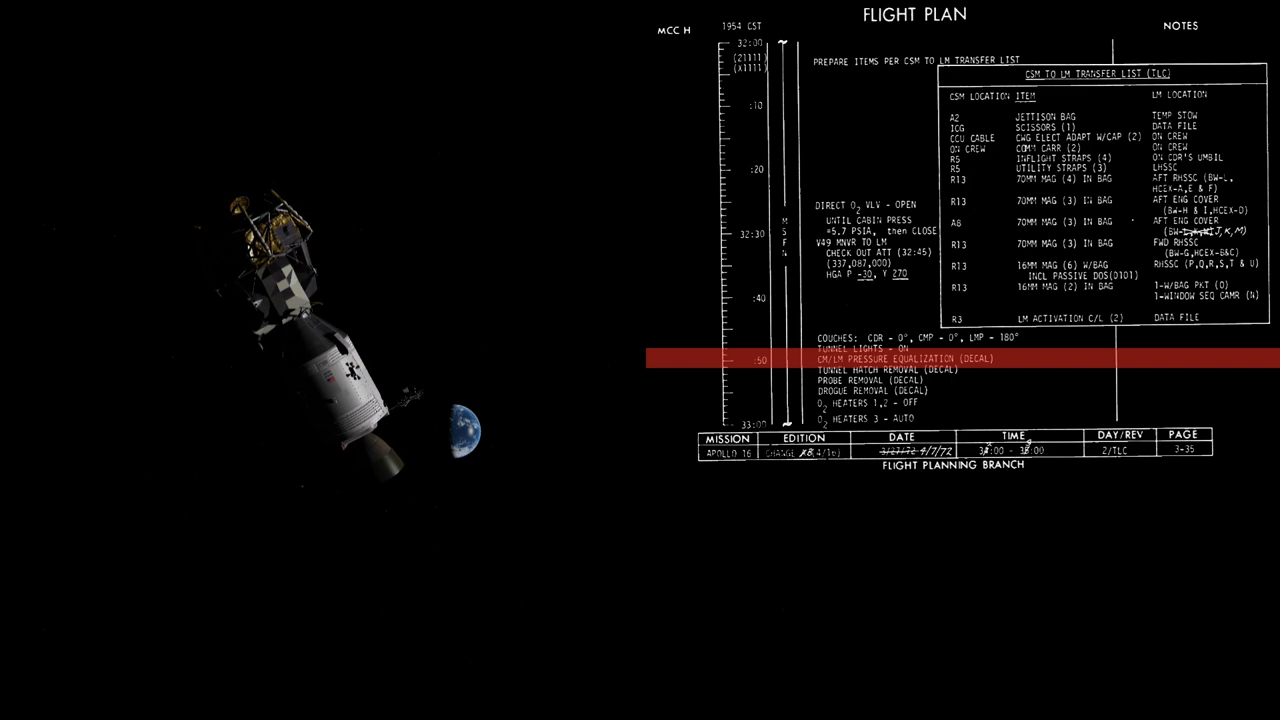 FLIGHT PLAN
MCC H
1954 CST
NOTES
32:00
(21111)
(X1111)
:10
:20
32:30
:40
:50
33:00
M
S
F
N
PREPARE ITEMS PER CSM TO LM TRANSFER LIST
DIRECT O2 VLV - OPEN
UNTIL CABIN PRESS
=5.7 PSIA, then CLOSE
V49 MNVR TO LM
CHECK OUT ATT (32:45)
(337,087,000)
HGA P -30, Y 270
CSM TO LM TRANSFER LIST (TLC)
CSM LOCATION ITEM LM LOCATION
A2 JETTISON BAG TEMP STOW
ICG SCISSORS (1) DATA FILE
CCU CABLE CWG ELECT ADAPT W/CAP (2) ON CREW
ON CREW COMM CARR (2) ON CREW
R5 INFLIGHT STRAPS (4) ON CDR'S UMBIL
R5 UTILITY STRAPS (3) LHSSC
R13 70MM MAG (4) IN BAG AFT RHSSC (BW-L,
HCEX-A,E & F)
R13 70MM MAG (3) IN BAG AFT ENG COVER
(BW-H & I,HCEX-D)
A8 70MM MAG (3) IN BAG AFT ENG COVER
(BW- J, K, M)
R13 70MM MAG (3) IN BAG FWD RHSSC
(BW-G,HCEX-B&C)
R13 16MM MAG (6) W/BAG RHSSC (P,Q,R,S,T & U)
INCL PASSIVE DOS(D101)
R13 16MM MAG (2) IN BAG 1-W/BAG PKT (O)
1-WINDOW SEQ CAMR (N)
R3 LM ACTIVATION C/L (2) DATA FILE
COUCHES: CDR - 0°, CMP - 0°, LMP - 180°
TUNNEL LIGHTS - ON
CM/LM PRESSURE EQUALIZATION (DECAL)
TUNNEL HATCH REMOVAL (DECAL)
PROBE REMOVAL (DECAL)
DROGUE REMOVAL (DECAL)
O2 HEATERS 1,2 - OFF
O2 HEATERS 3 - AUTO
MISSION EDITION DATE TIME DAY/REV PAGE
APOLLO 16 CHANGE B(4/16) 3/27/72 4/7/72 :00 - :00 2/TLC 3-35
FLIGHT PLANNING BRANCH